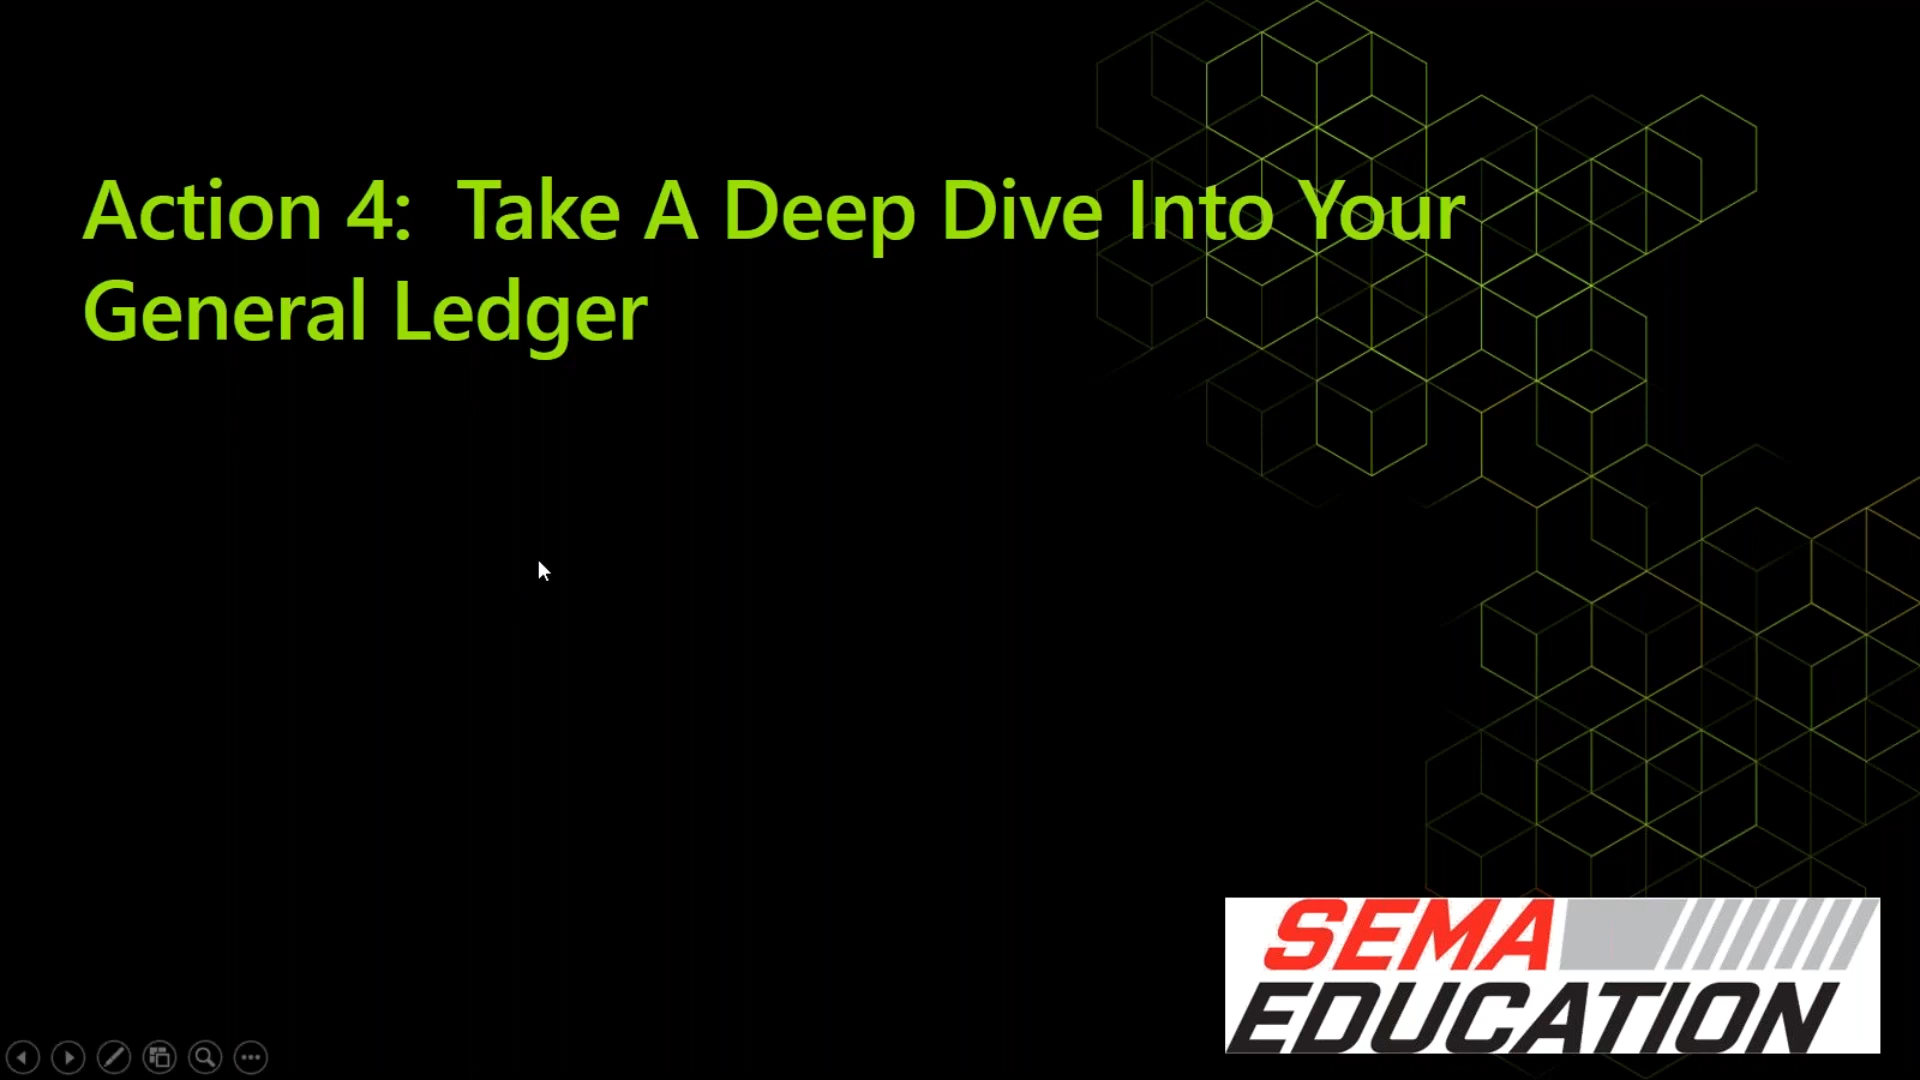 Action 4:  Take A Deep Dive Into Your
General Ledger
SEMA
EDUCATION